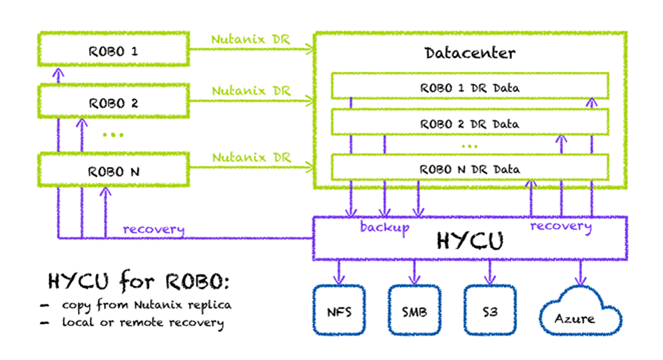 ROBO 1
Nutanix DR
Datacenter
ROBO 1 DR Data
ROBO 2
Nutanix DR
ROBO 2 DR Data
...
...
ROBO N
Nutanix DR
ROBO N DR Data
recovery
backup
recovery
HYCU
HYCU for ROBO:
- copy from Nutanix replica
- local or remote recovery
NFS
SMB
S3
Azure